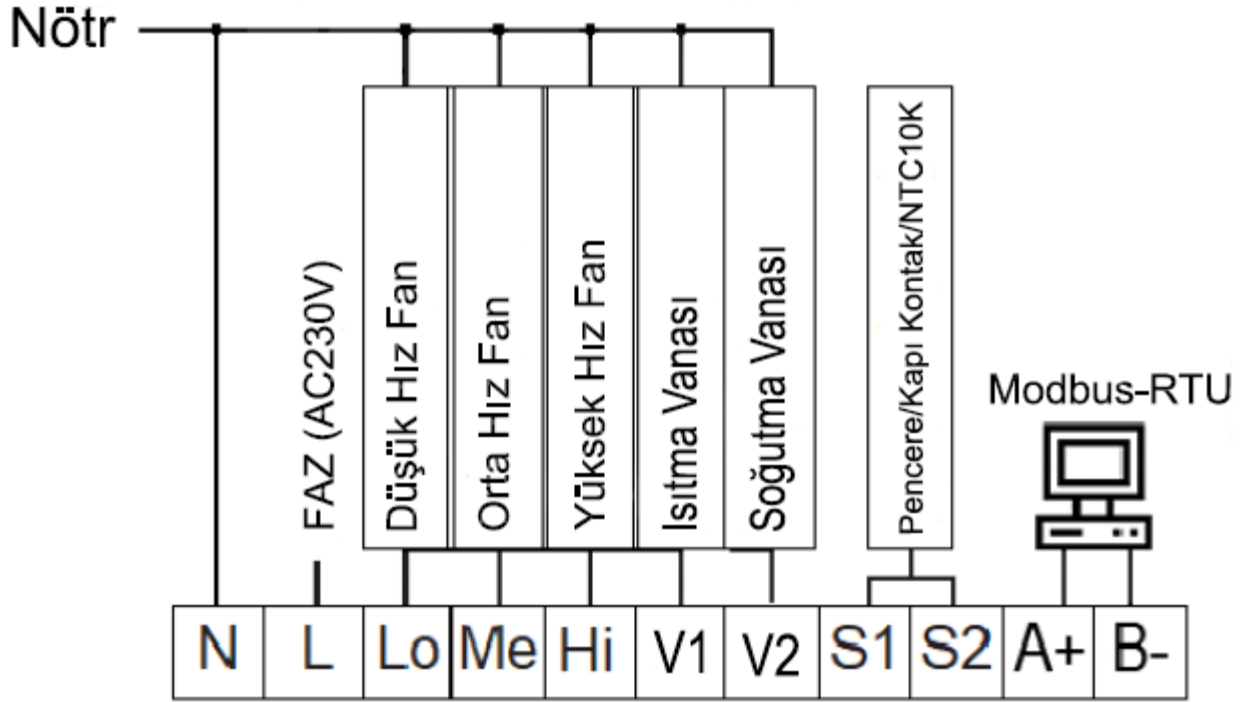 Nötr
FAZ (AC230V)
Düşük Hız Fan
Orta Hız Fan
Yüksek Hız Fan
Isıtma Vanası
Soğutma Vanası
Pencere/Kapı Kontak/NTC10K
Modbus-RTU
N L Lo Me Hi V1 V2 S1 S2 A+ B-